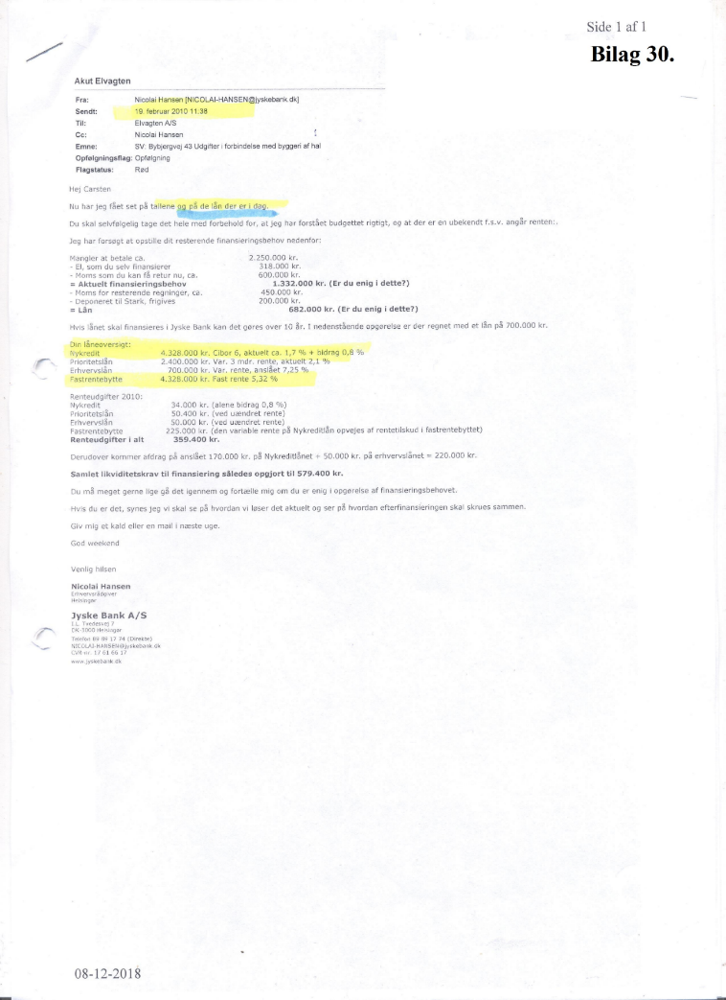 Side 1 af 1
Bilag 30.
Akut Elvagten
Fra: Nicolai Hansen [NICOLAI-HANSEN@jyskebank.dk]
Sendt: 19. februar 2010 11:38
Til: Elvagten A/S
Cc: Nicolai Hansen
Emne: SV: Bybjergvej 43 Udgifter i forbindelse med byggeri af hal
Opfølgningsflag: Opfølgning
Flagstatus: Rød
Hej Carsten
Nu har jeg fået set på tallene og på de lån der er i dag.
Du skal selvfølgelig tage det hele med forbehold for, at jeg har forstået budgettet rigtigt, og at der er en ubekendt f.s.v. angår renten:.
Jeg har forsøgt at opstille dit resterende finansieringsbehov nedenfor:
Mangler at betale ca. 2.250.000 kr.
- El, som du selv finansierer 318.000 kr.
- Moms som du kan få retur nu, ca. 600.000 kr.
= Aktuelt finansieringsbehov 1.332.000 kr. (Er du enig i dette?)
- Moms for resterende regninger, ca. 450.000 kr.
- Deponeret til Stark, frigives 200.000 kr.
= Lån 682.000 kr. (Er du enig i dette?)
Hvis lånet skal finansieres i Jyske Bank kan det gøres over 10 år. I nedenstående opgørelse er der regnet med et lån på 700.000 kr.
Din låneoversigt:
Nykredit 4.328.000 kr. Cibor 6, aktuelt ca. 1,7 % + bidrag 0,8 %
Prioritetslån 2.400.000 kr. Var. 3 mdr. rente, aktuelt 2,1 %
Erhvervslån 700.000 kr. Var. rente, anslået 7,25 %
Fastrentebytte 4.328.000 kr. Fast rente 5,32 %
Renteudgifter 2010:
Nykredit 34.000 kr. (alene bidrag 0,8 %)
Prioritetslån 50.400 kr. (ved uændret rente)
Erhvervslån 50.000 kr. (ved uændret rente)
Fastrentebytte 225.000 kr. (den variable rente på Nykreditlån opvejes af rentetilskud i fastrentebyttet)
Renteudgifter i alt 359.400 kr.
Derudover kommer afdrag på anslået 170.000 kr. på Nykreditlånet + 50.000 kr. på erhvervslånet = 220.000 kr.
Samlet likviditetskrav til finansiering således opgjort til 579.400 kr.
Du må meget gerne lige gå det igennem og fortælle mig om du er enig i opgørelse af finansieringsbehovet.
Hvis du er det, synes jeg vi skal se på hvordan vi løser det aktuelt og ser på hvordan efterfinansieringen skal skrues sammen.
Giv mig et kald eller en mail i næste uge.
God weekend
Venlig hilsen
Nicolai Hansen
Erhvervsrådgiver
Helsingør
Jyske Bank A/S
DK-3000 Helsingør
Telefon 89 89 17 74 (Direkte)
NICOLAI-HANSEN@jyskebank.dk
CVR-nr. 17 61 66 17
www.jyskebank.dk
08-12-2018